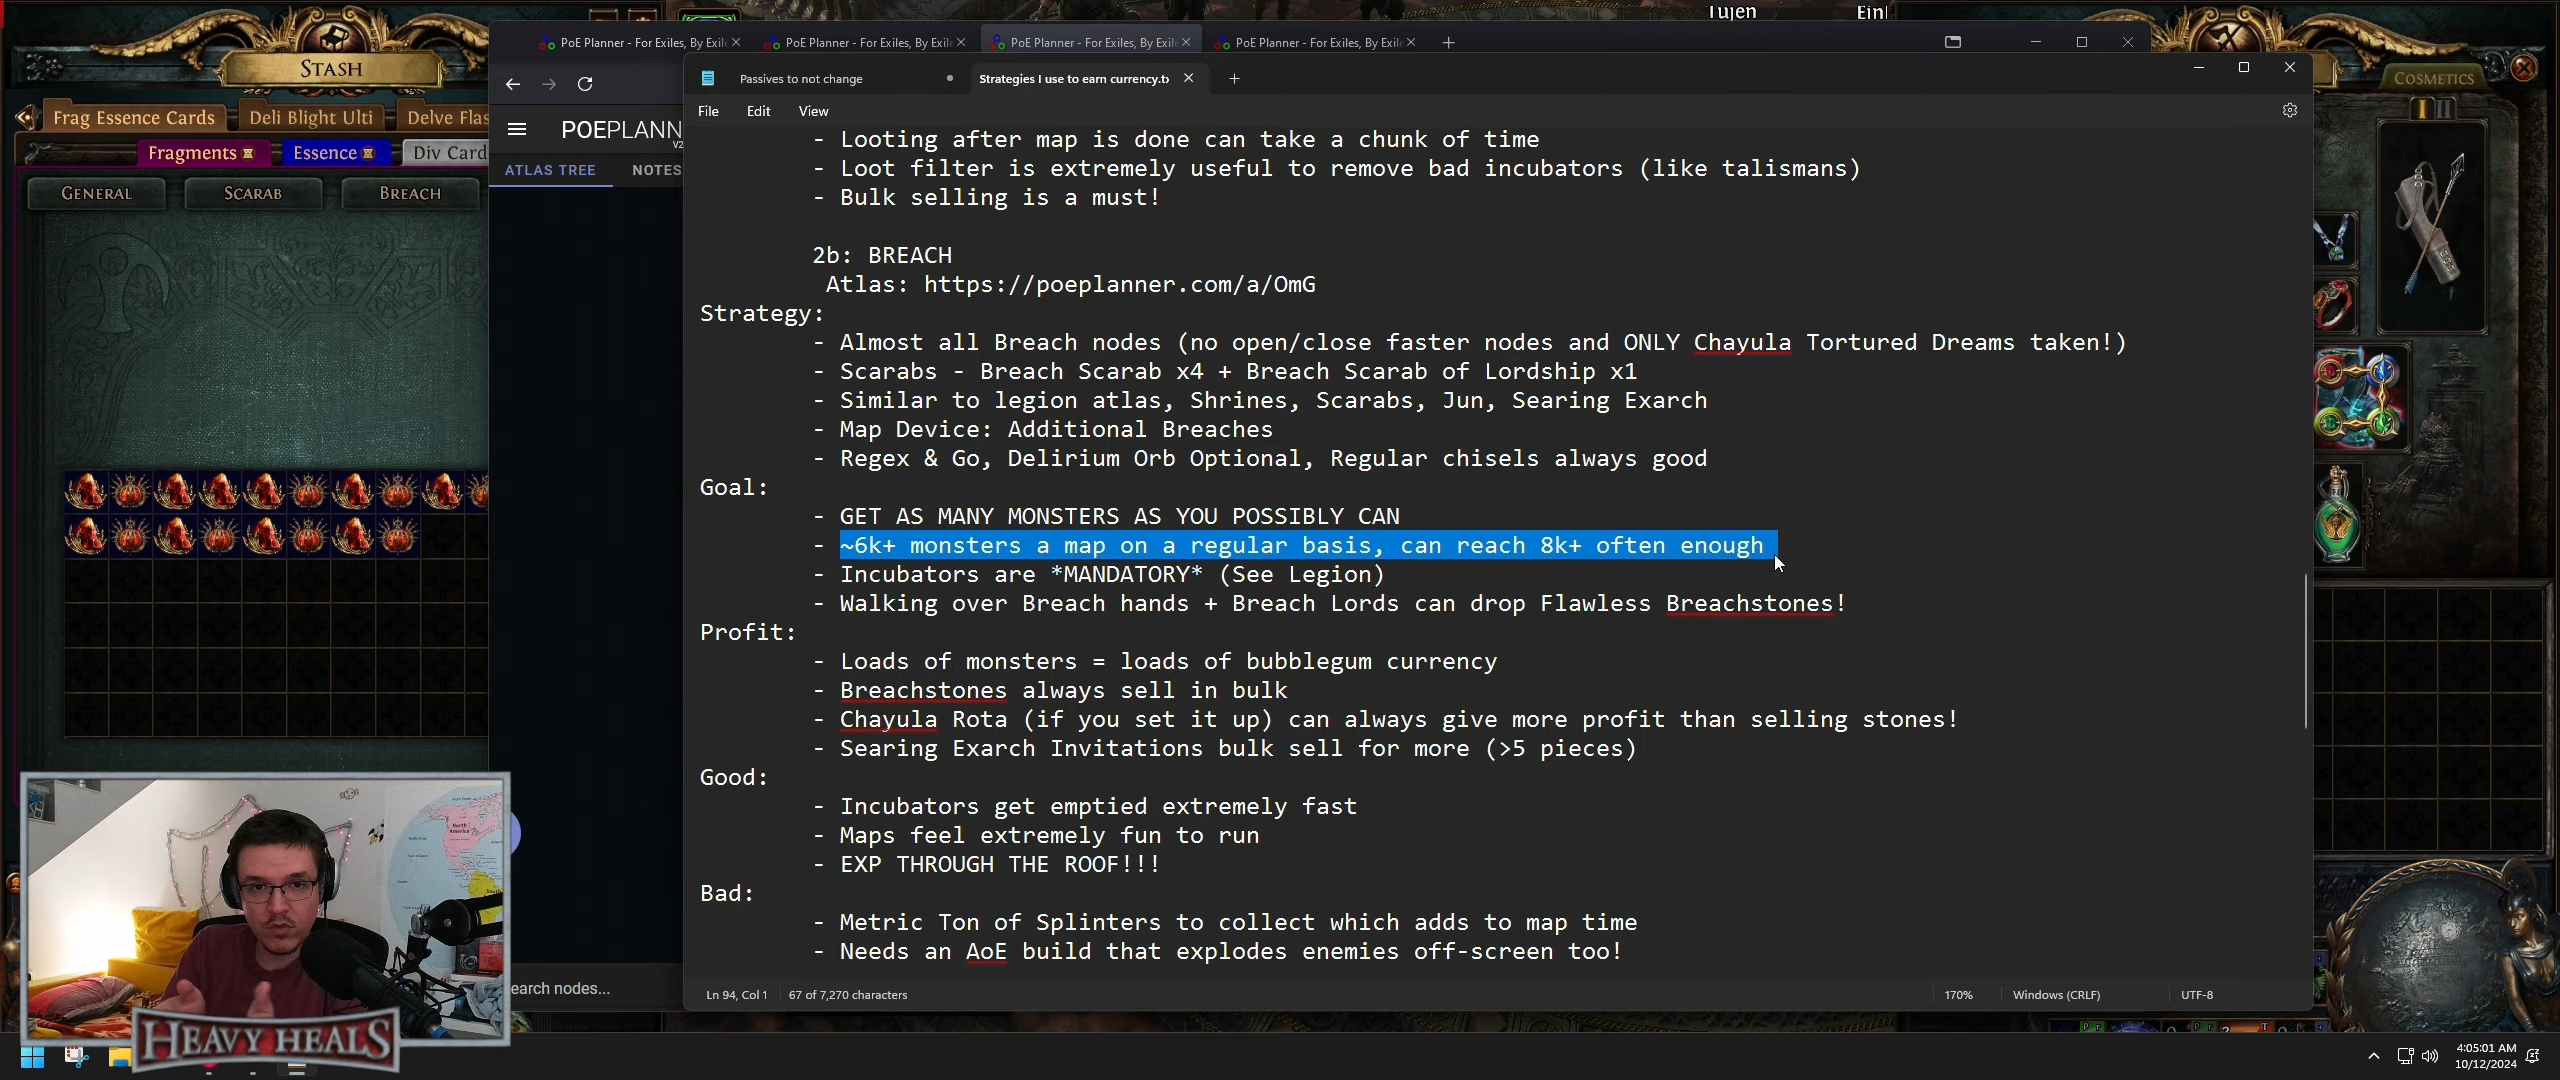 Tujen
STASH
PoE Planner - For Exiles, By Exile
PoE Planner - For Exiles, By Exile
PoE Planner - For Exiles, By Exile
PoE Planner - For Exiles, By Exile
COSMETICS
Passives to not change
Strategies I use to earn currency.tx
Frag Essence Cards
Deli Blight Ulti
Delve Flas
File
Edit
View
POEPLANN
Fragments
Essence
Div Card
ATLAS TREE
NOTES
GENERAL
SCARAB
BREACH
- Looting after map is done can take a chunk of time
- Loot filter is extremely useful to remove bad incubators (like talismans)
- Bulk selling is a must!
2b: BREACH
Atlas: https://poeplanner.com/a/OmG
Strategy:
- Almost all Breach nodes (no open/close faster nodes and ONLY Chayula Tortured Dreams taken!)
- Scarabs - Breach Scarab x4 + Breach Scarab of Lordship x1
- Similar to legion atlas, Shrines, Scarabs, Jun, Searing Exarch
- Map Device: Additional Breaches
- Regex & Go, Delirium Orb Optional, Regular chisels always good
Goal:
- GET AS MANY MONSTERS AS YOU POSSIBLY CAN
- ~6k+ monsters a map on a regular basis, can reach 8k+ often enough
- Incubators are *MANDATORY* (See Legion)
- Walking over Breach hands + Breach Lords can drop Flawless Breachstones!
Profit:
- Loads of monsters = loads of bubblegum currency
- Breachstones always sell in bulk
- Chayula Rota (if you set it up) can always give more profit than selling stones!
- Searing Exarch Invitations bulk sell for more (>5 pieces)
Good:
- Incubators get emptied extremely fast
- Maps feel extremely fun to run
- EXP THROUGH THE ROOF!!!
Bad:
- Metric Ton of Splinters to collect which adds to map time
- Needs an AoE build that explodes enemies off-screen too!
earch nodes...
Ln 94, Col 1
67 of 7,270 characters
170%
Windows (CRLF)
UTF-8
North America
HEAVY HEALS
4:05:01 AM
10/12/2024